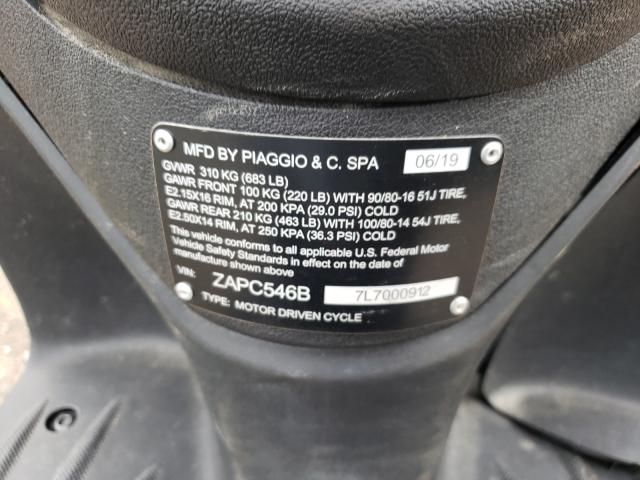 MFD BY PIAGGIO & C. SPA 06/19
GVWR 310 KG (683 LB)
GAWR FRONT 100 KG (220 LB) WITH 90/80-16 51J TIRE,
E2.15X16 RIM, AT 200 KPA (29.0 PSI) COLD
GAWR REAR 210 KG (463 LB) WITH 100/80-14 54J TIRE,
E2.50X14 RIM, AT 250 KPA (36.3 PSI) COLD
This vehicle conforms to all applicable U.S. Federal Motor
Vehicle Safety Standards in effect on the date of
manufacture shown above
VIN: ZAPC546B 7L7000912
TYPE: MOTOR DRIVEN CYCLE